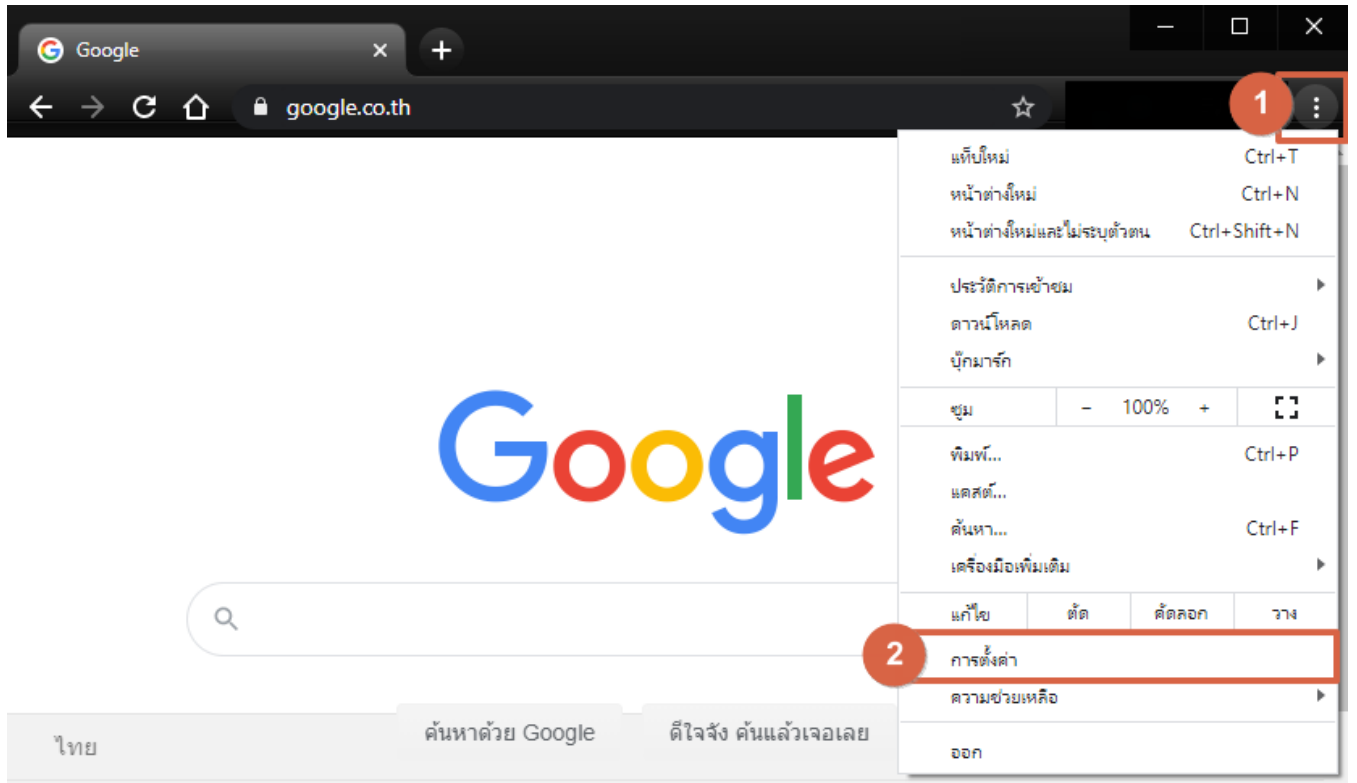 Google
google.co.th
1
แท็บใหม่ Ctrl+T
หน้าต่างใหม่ Ctrl+N
หน้าต่างใหม่และไม่ระบุตัวตน Ctrl+Shift+N
ประวัติการเข้าชม
ดาวน์โหลด Ctrl+J
บุ๊กมาร์ก
ซูม - 100% +
Google
พิมพ์... Ctrl+P
แคสต์...
ค้นหา... Ctrl+F
เครื่องมือเพิ่มเติม
แก้ไข ตัด คัดลอก วาง
2 การตั้งค่า
ความช่วยเหลือ
ออก
ค้นหาด้วย Google ดีใจจัง ค้นแล้วเจอเลย
ไทย